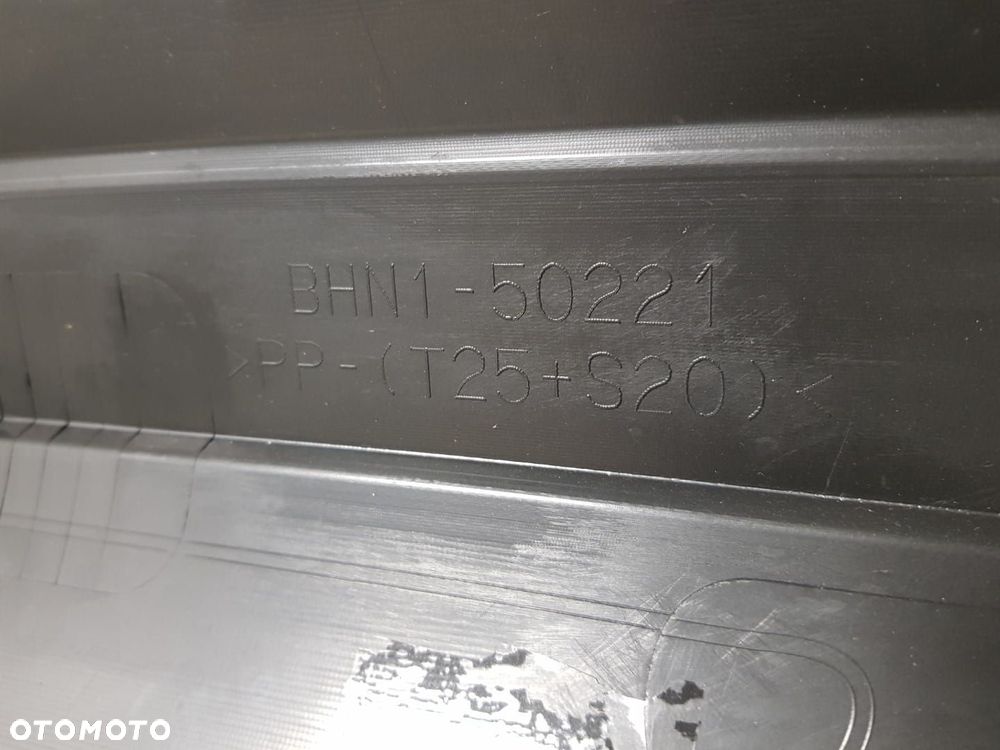 BHN1-50221
>PP-(T25+S20)<
OTOMOTO